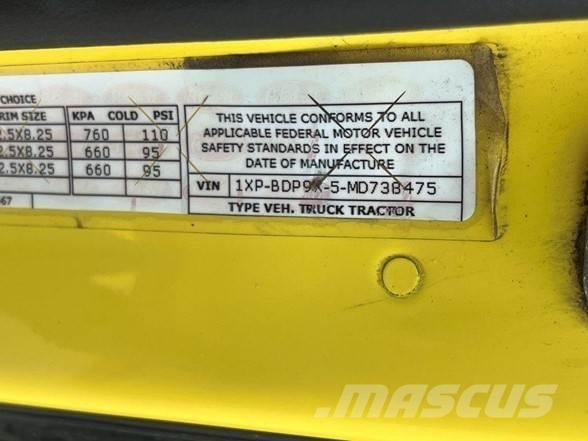 CHOICE
RIM SIZE KPA COLD PSI
2.5X8.25 760 110
2.5X8.25 660 95
2.5X8.25 660 95
67
THIS VEHICLE CONFORMS TO ALL
APPLICABLE FEDERAL MOTOR VEHICLE
SAFETY STANDARDS IN EFFECT ON THE
DATE OF MANUFACTURE
VIN 1XP-BDP9X-5-MD738475
TYPE VEH. TRUCK TRACTOR
MASCUS